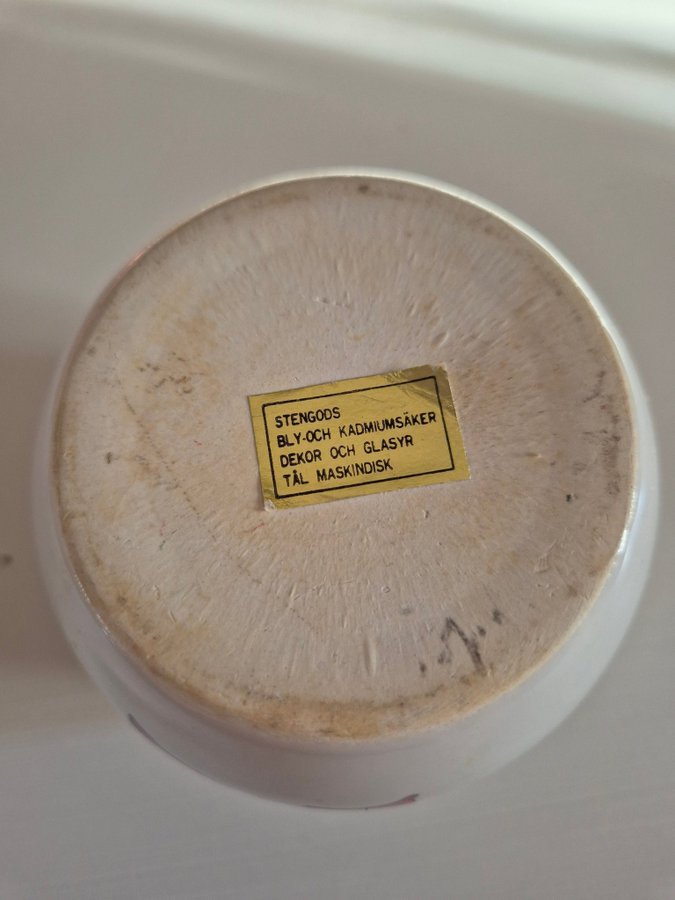 STENGODS
BLY-OCH KADMIUMSÄKER
DEKOR OCH GLASYR
TÅL MASKINDISK